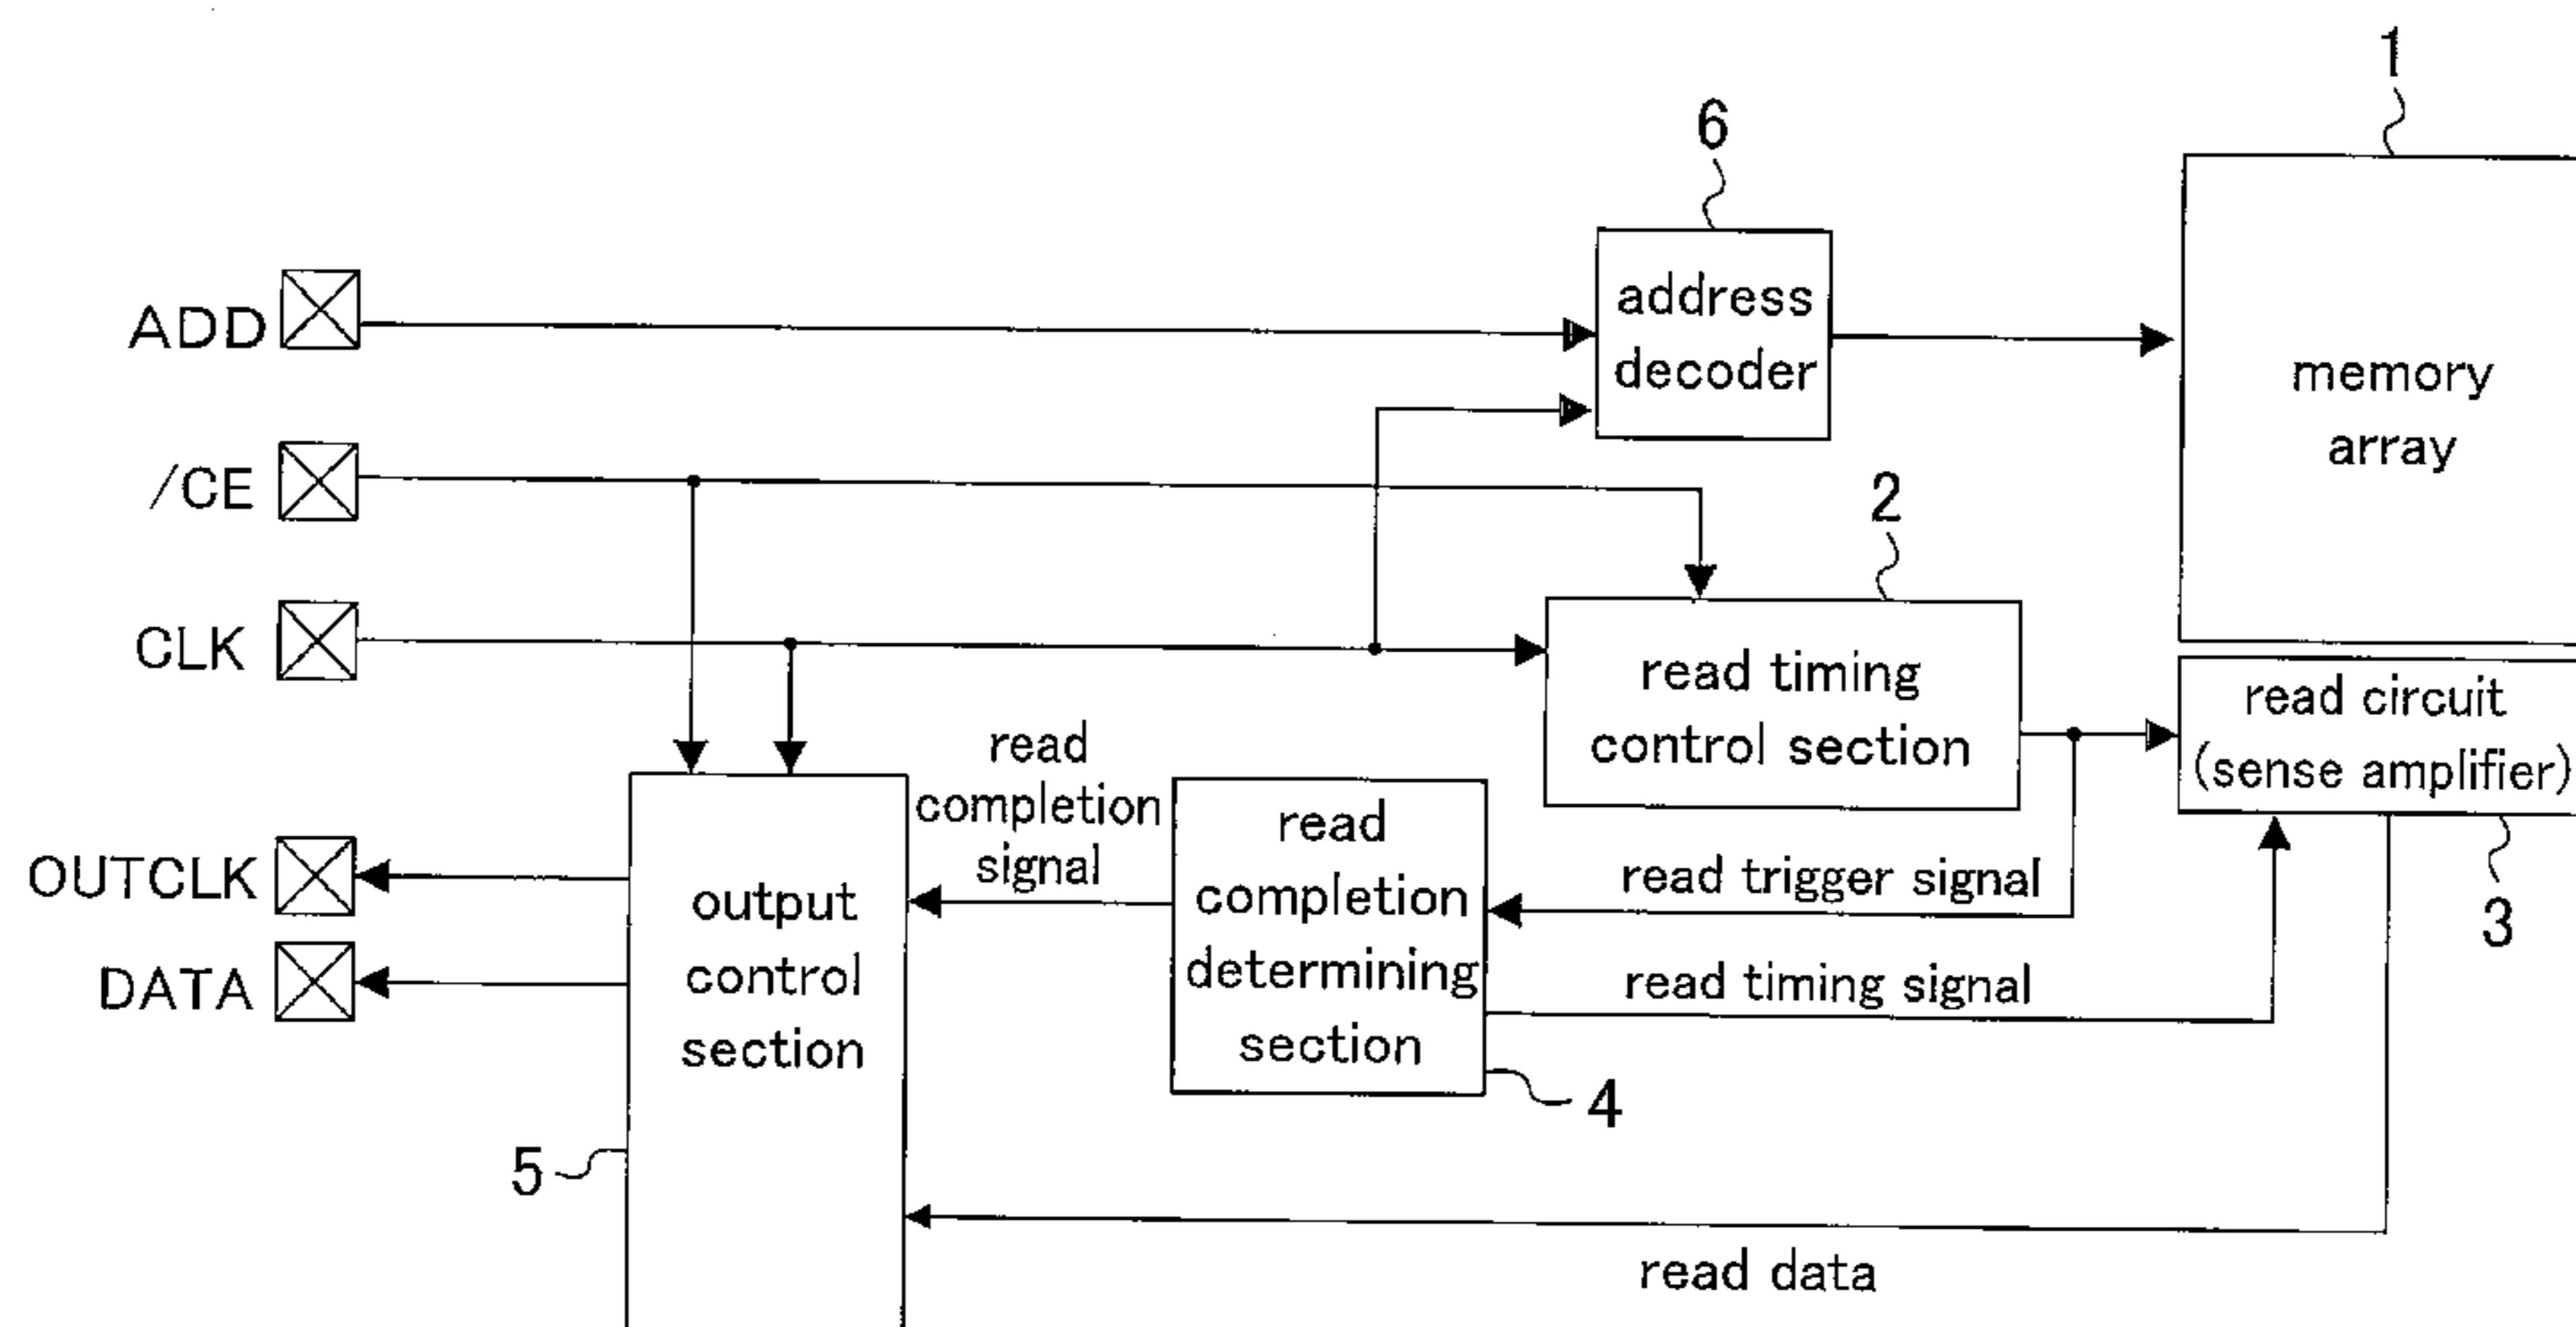 1
6
ADD
address
decoder
memory
array
/CE
2
CLK
read timing
control section
read circuit
(sense amplifier)
3
read
completion
signal
read
completion
determining
section
4
read trigger signal
read timing signal
OUTCLK
DATA
output
control
section
5
read data